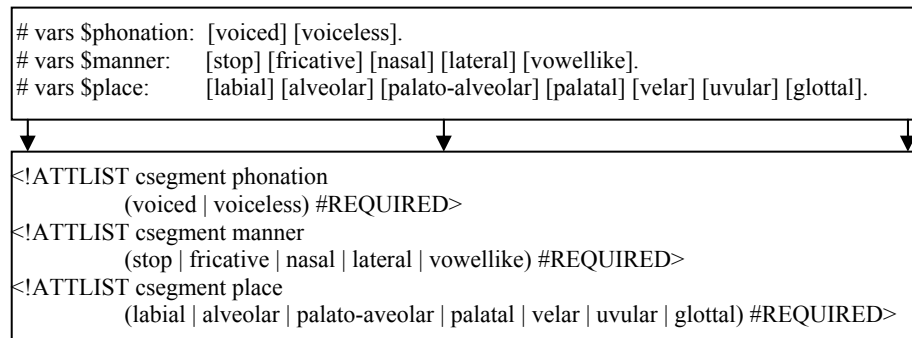 # vars $phonation: [voiced] [voiceless].
# vars $manner: [stop] [fricative] [nasal] [lateral] [vowellike].
# vars $place: [labial] [alveolar] [palato-alveolar] [palatal] [velar] [uvular] [glottal].
<!ATTLIST csegment phonation
(voiced | voiceless) #REQUIRED>
<!ATTLIST csegment manner
(stop | fricative | nasal | lateral | vowellike) #REQUIRED>
<!ATTLIST csegment place
(labial | alveolar | palato-aveolar | palatal | velar | uvular | glottal) #REQUIRED>